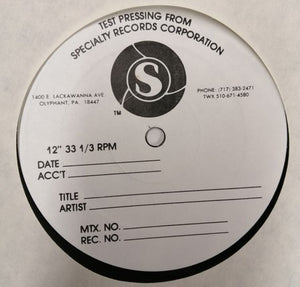 TEST PRESSING FROM
SPECIALTY RECORDS CORPORATION
S
TM
1400 E. LACKAWANNA AVE.
OLYPHANT, PA. 18447
PHONE: (717) 383-2471
TWX 510-671-4580
12" 33 1/3 RPM
DATE
ACC'T
TITLE
ARTIST
MTX. NO.
REC. NO.